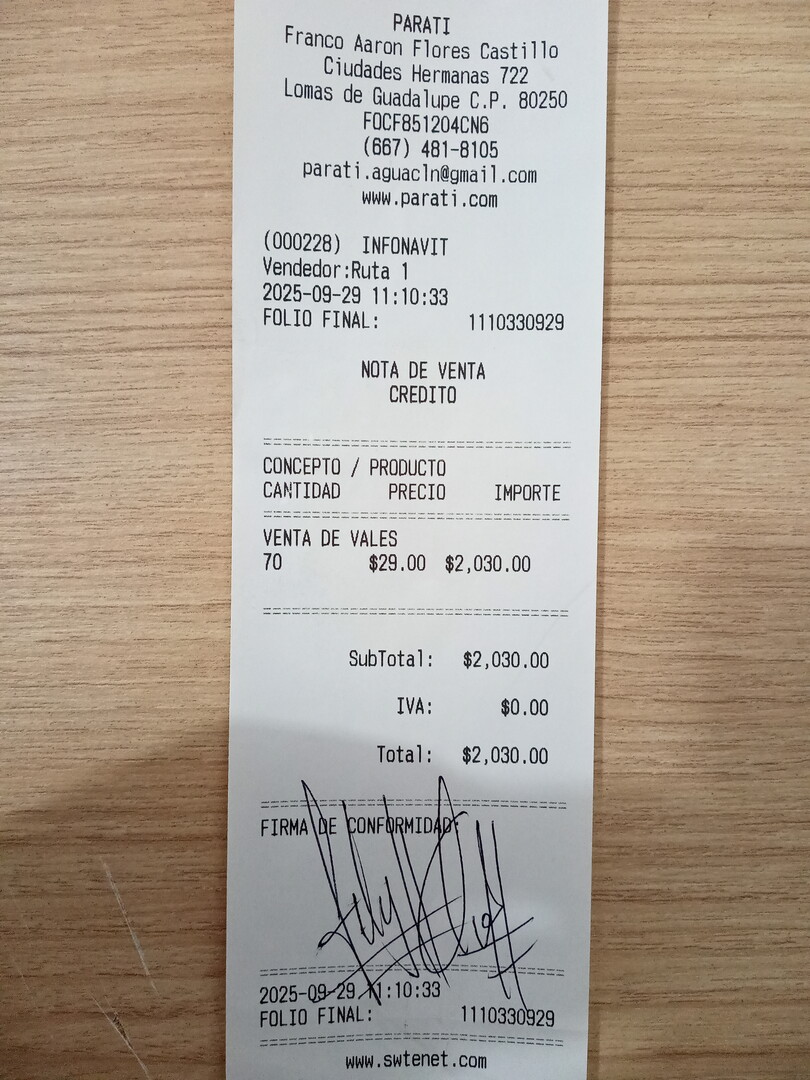 PARATI
Franco Aaron Flores Castillo
Ciudades Hermanas 722
Lomas de Guadalupe C.P. 80250
FOCF851204CN6
(667) 481-8105
parati.aguacln@gmail.com
www.parati.com
(000228) INFONAVIT
Vendedor:Ruta 1
2025-09-29 11:10:33
FOLIO FINAL: 1110330929
NOTA DE VENTA
CREDITO
CONCEPTO / PRODUCTO
CANTIDAD PRECIO IMPORTE
VENTA DE VALES
70 $29.00 $2,030.00
SubTotal: $2,030.00
IVA: $0.00
Total: $2,030.00
FIRMA DE CONFORMIDAD:
2025-09-29 11:10:33
FOLIO FINAL: 1110330929
www.swtenet.com